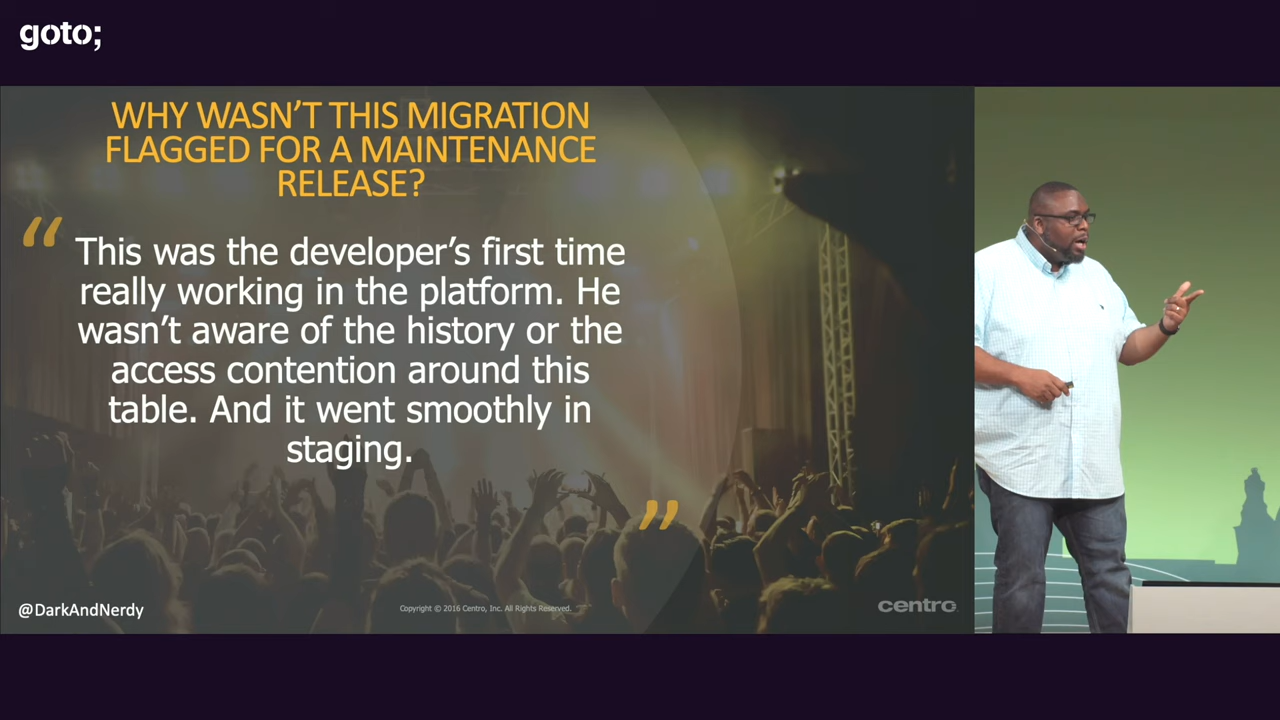 goto;
WHY WASN'T THIS MIGRATION
FLAGGED FOR A MAINTENANCE
RELEASE?
“
This was the developer's first time
really working in the platform. He
wasn't aware of the history or the
access contention around this
table. And it went smoothly in
staging.
”
@DarkAndNerdy
Copyright © 2016 Centro, Inc. All Rights Reserved.
centro